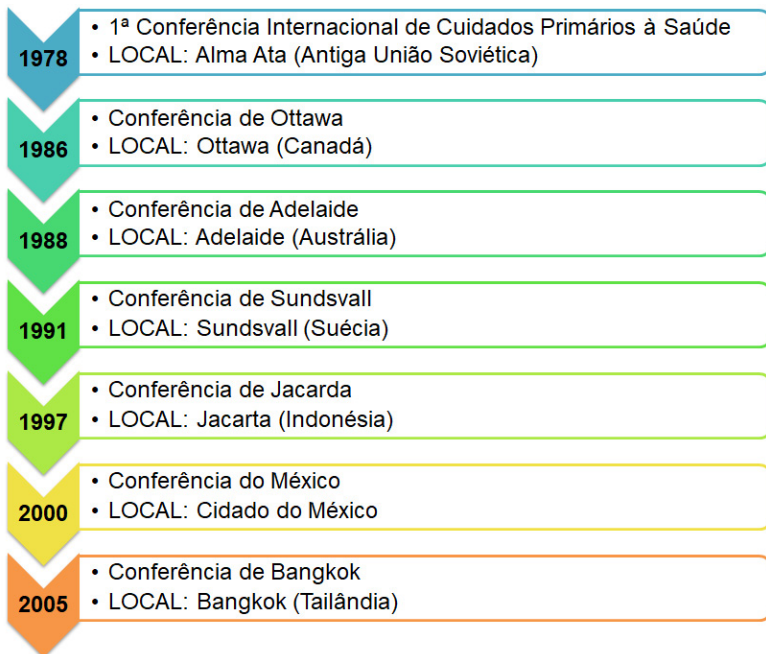 1978
• 1ª Conferência Internacional de Cuidados Primários à Saúde
• LOCAL: Alma Ata (Antiga União Soviética)
1986
• Conferência de Ottawa
• LOCAL: Ottawa (Canadá)
1988
• Conferência de Adelaide
• LOCAL: Adelaide (Austrália)
1991
• Conferência de Sundsvall
• LOCAL: Sundsvall (Suécia)
1997
• Conferência de Jacarda
• LOCAL: Jacarta (Indonésia)
2000
• Conferência do México
• LOCAL: Cidado do México
2005
• Conferência de Bangkok
• LOCAL: Bangkok (Tailândia)